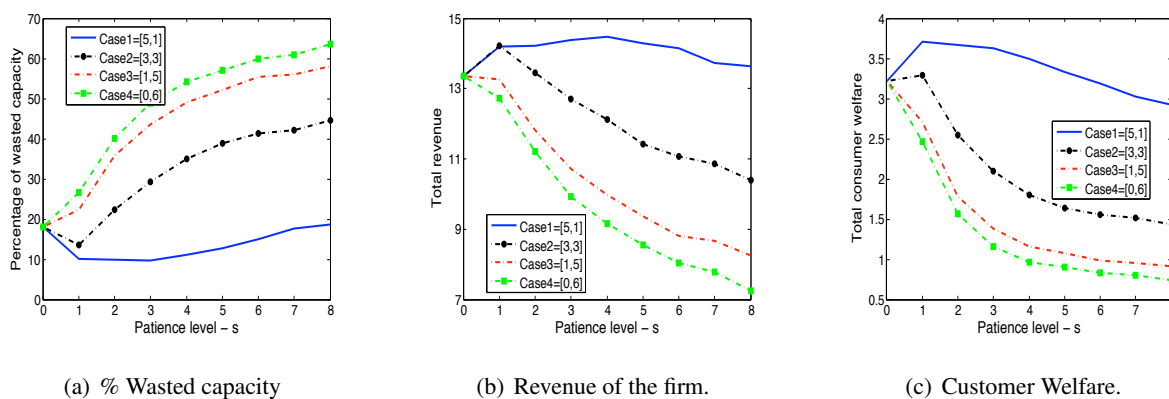 70
60
50
40
30
20
10
0
Percentage of wasted capacity
Case1=[5,1]
Case2=[3,3]
Case3=[1,5]
Case4=[0,6]
0 1 2 3 4 5 6 7 8
Patience level – s
(a) % Wasted capacity
15
13
11
9
7
Total revenue
Case1=[5,1]
Case2=[3,3]
Case3=[1,5]
Case4=[0,6]
0 1 2 3 4 5 6 7 8
Patience level – s
(b) Revenue of the firm.
4
3.5
3
2.5
2
1.5
1
0.5
Total consumer welfare
Case1=[5,1]
Case2=[3,3]
Case3=[1,5]
Case4=[0,6]
0 1 2 3 4 5 6 7
Patience level – s
(c) Customer Welfare.